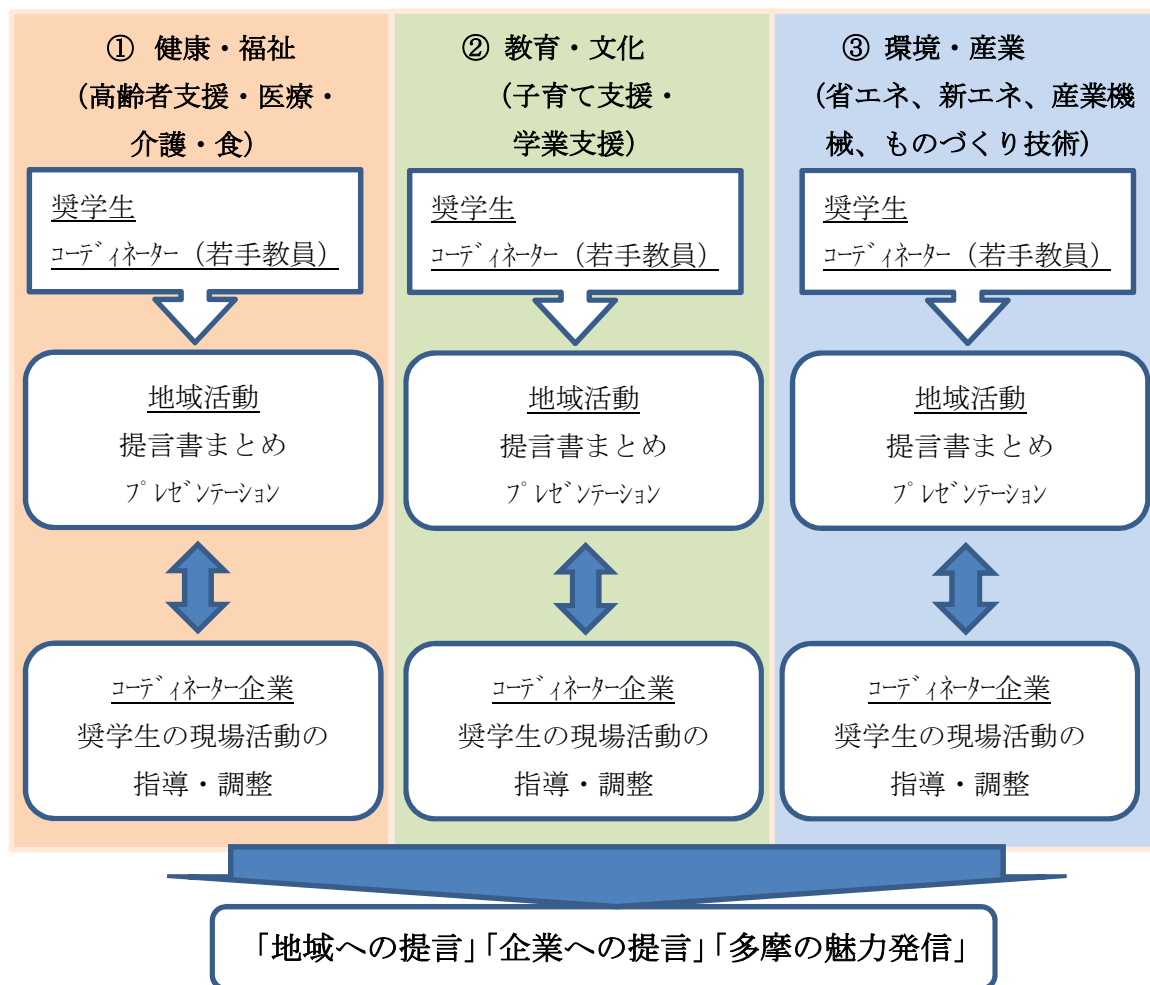 ① 健康・福祉
(高齢者支援・医療・
介護・食)
奨学生
ｺｰﾃﾞｨﾈｰﾀｰ（若手教員）
地域活動
提言書まとめ
ﾌﾟﾚｾﾞﾝﾃｰｼｮﾝ
ｺｰﾃﾞｨﾈｰﾀｰ企業
奨学生の現場活動の
指導・調整
② 教育・文化
(子育て支援・
学業支援)
奨学生
ｺｰﾃﾞｨﾈｰﾀｰ（若手教員）
地域活動
提言書まとめ
ﾌﾟﾚｾﾞﾝﾃｰｼｮﾝ
ｺｰﾃﾞｨﾈｰﾀｰ企業
奨学生の現場活動の
指導・調整
③ 環境・産業
(省エネ、新エネ、産業機
械、ものづくり技術)
奨学生
ｺｰﾃﾞｨﾈｰﾀｰ（若手教員）
地域活動
提言書まとめ
ﾌﾟﾚｾﾞﾝﾃｰｼｮﾝ
ｺｰﾃﾞｨﾈｰﾀｰ企業
奨学生の現場活動の
指導・調整
「地域への提言」「企業への提言」「多摩の魅力発信」